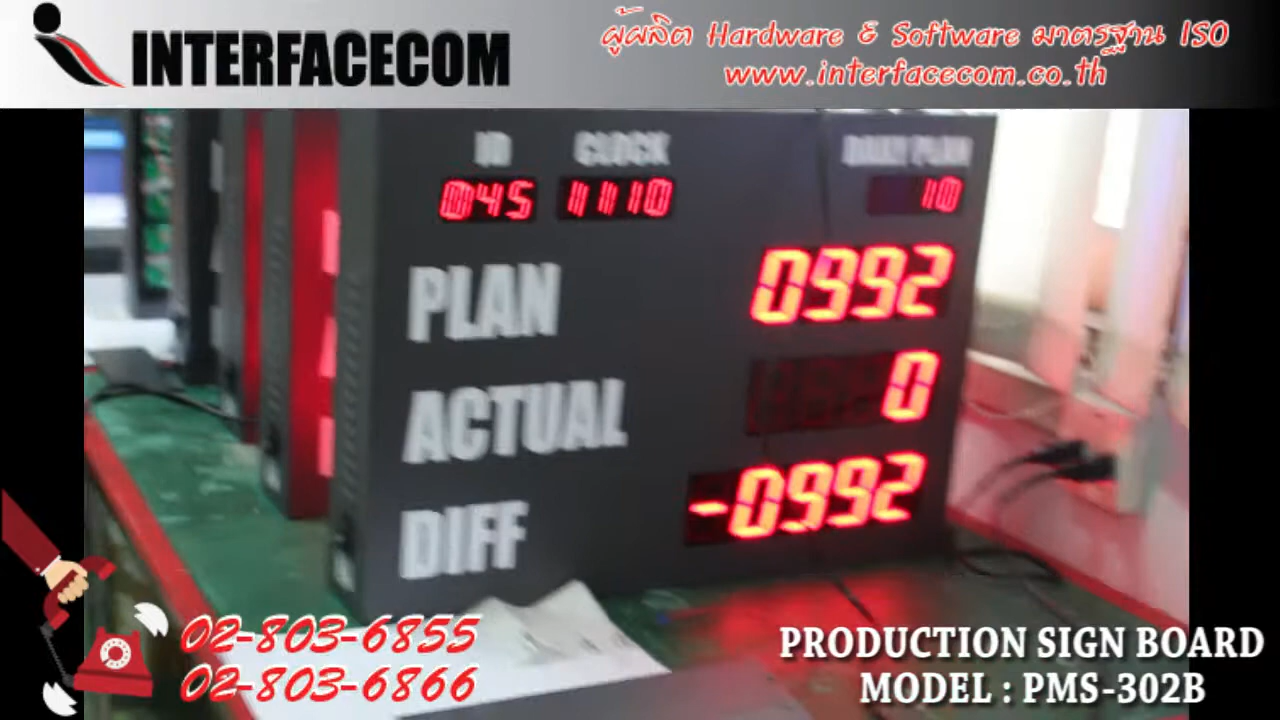 INTERFACECOM
ผู้ผลิต Hardware & Software มาตรฐาน ISO
www.interfacecom.co.th
ID CLOCK DAILY PLAN
045 1110 10
PLAN 0992
ACTUAL 0
DIFF -0992
02-803-6855
02-803-6866
PRODUCTION SIGN BOARD
MODEL : PMS-302B